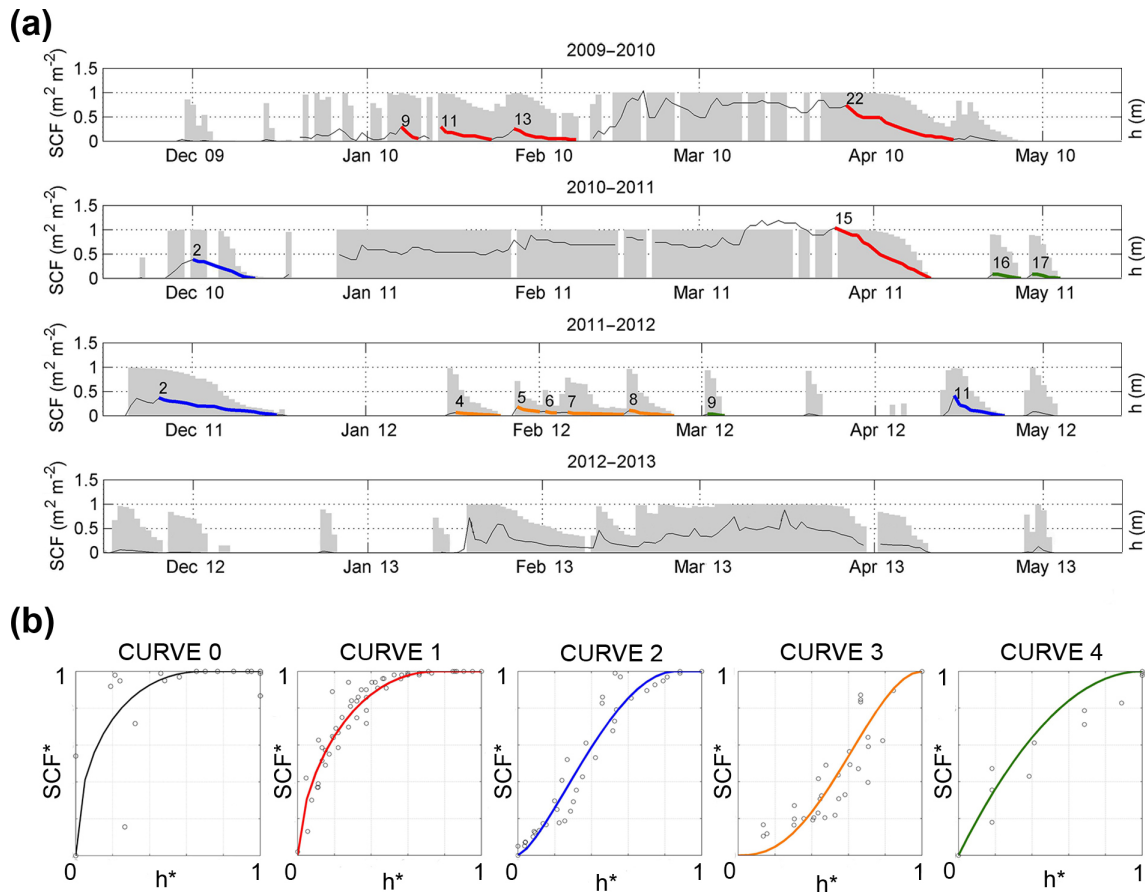 (a)
2009−2010
SCF (m² m⁻²)
1.5
1
0.5
0
9
11
13
22
h (m)
Dec 09
Jan 10
Feb 10
Mar 10
Apr 10
May 10
2010−2011
SCF (m² m⁻²)
1.5
1
0.5
0
2
15
16
17
h (m)
Dec 10
Jan 11
Feb 11
Mar 11
Apr 11
May 11
2011−2012
SCF (m² m⁻²)
1.5
1
0.5
0
2
4
5
6
7
8
9
11
h (m)
Dec 11
Jan 12
Feb 12
Mar 12
Apr 12
May 12
2012−2013
SCF (m² m⁻²)
1.5
1
0.5
0
h (m)
Dec 12
Jan 13
Feb 13
Mar 13
Apr 13
May 13
(b)
CURVE 0
1
SCF*
0
h*
1
CURVE 1
1
SCF*
0
h*
1
CURVE 2
1
SCF*
0
h*
1
CURVE 3
1
SCF*
0
h*
1
CURVE 4
1
SCF*
0
h*
1